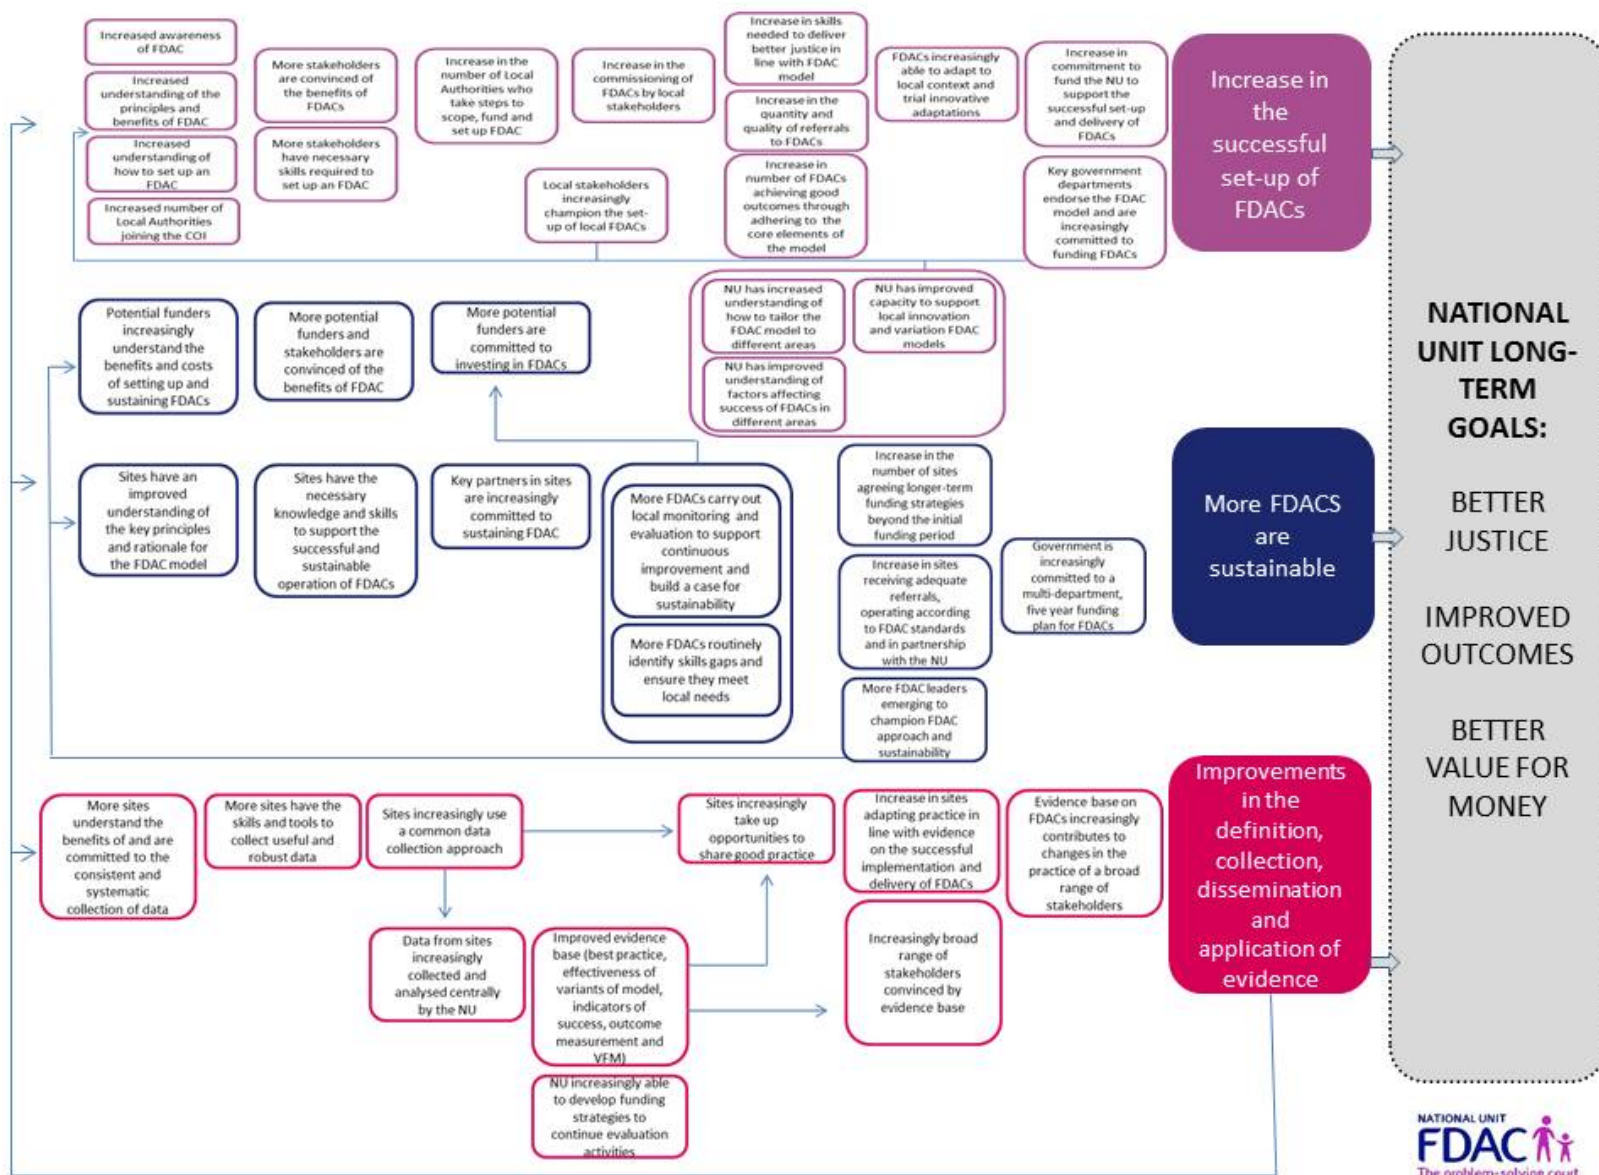 Increased awareness
of FDAC
Increased
understanding of the
principles and
benefits of FDAC
Increased
understanding of
how to set up an
FDAC
Increased number of
Local Authorities
joining the COI
More stakeholders
are convinced of
the benefits of
FDACs
More stakeholders
have necessary
skills required to
set up an FDAC
Increase in the
number of Local
Authorities who
take steps to
scope, fund and
set up FDAC
Increase in the
commissioning of
FDACs by local
stakeholders
Local stakeholders
increasingly
champion the set-
up of local FDACs
Increase in skills
needed to deliver
better justice in
line with FDAC
model
Increase in the
quantity and
quality of referrals
to FDACs
Increase in
number of FDACs
achieving good
outcomes through
adhering to the
core elements of
the model
FDACs increasingly
able to adapt to
local context and
trial innovative
adaptations
Increase in
commitment to
fund the NU to
support the
successful set-up
and delivery of
FDACs
Key government
departments
endorse the FDAC
model and are
increasingly
committed to
funding FDACs
Increase in
the
successful
set-up of
FDACs
NU has increased
understanding of
how to tailor the
FDAC model to
different areas
NU has improved
capacity to support
local innovation
and variation FDAC
models
NU has improved
understanding of
factors affecting
success of FDACs in
different areas
Potential funders
increasingly
understand the
benefits and costs
of setting up and
sustaining FDACs
More potential
funders and
stakeholders are
convinced of the
benefits of FDAC
More potential
funders are
committed to
investing in FDACs
Sites have an
improved
understanding of
the key principles
and rationale for
the FDAC model
Sites have the
necessary
knowledge and skills
to support the
successful and
sustainable
operation of FDACs
Key partners in sites
are increasingly
committed to
sustaining FDAC
More FDACs carry out
local monitoring and
evaluation to support
continuous
improvement and
build a case for
sustainability
More FDACs routinely
identify skills gaps and
ensure they meet
local needs
Increase in the
number of sites
agreeing longer-term
funding strategies
beyond the initial
funding period
Increase in sites
receiving adequate
referrals,
operating according
to FDAC standards
and in partnership
with the NU
More FDAC leaders
emerging to
champion FDAC
approach and
sustainability
Government is
increasingly
committed to a
multi-department,
five year funding
plan for FDACs
More FDACS
are
sustainable
More sites
understand the
benefits of and are
committed to the
consistent and
systematic
collection of data
More sites have the
skills and tools to
collect useful and
robust data
Sites increasingly use
a common data
collection approach
Data from sites
increasingly
collected and
analysed centrally
by the NU
Improved evidence
base (best practice,
effectiveness of
variants of model,
indicators of
success, outcome
measurement and
VFM)
NU increasingly able
to develop funding
strategies to
continue evaluation
activities
Sites increasingly
take up
opportunities to
share good practice
Increase in sites
adapting practice in
line with evidence
on the successful
implementation and
delivery of FDACs
Increasingly broad
range of
stakeholders
convinced by
evidence base
Evidence base on
FDACs increasingly
contributes to
changes in the
practice of a broad
range of
stakeholders
Improvements
in the
definition,
collection,
dissemination
and
application of
evidence
NATIONAL
UNIT LONG-
TERM
GOALS:
BETTER
JUSTICE
IMPROVED
OUTCOMES
BETTER
VALUE FOR
MONEY
NATIONAL UNIT
FDAC
The problem-solving court